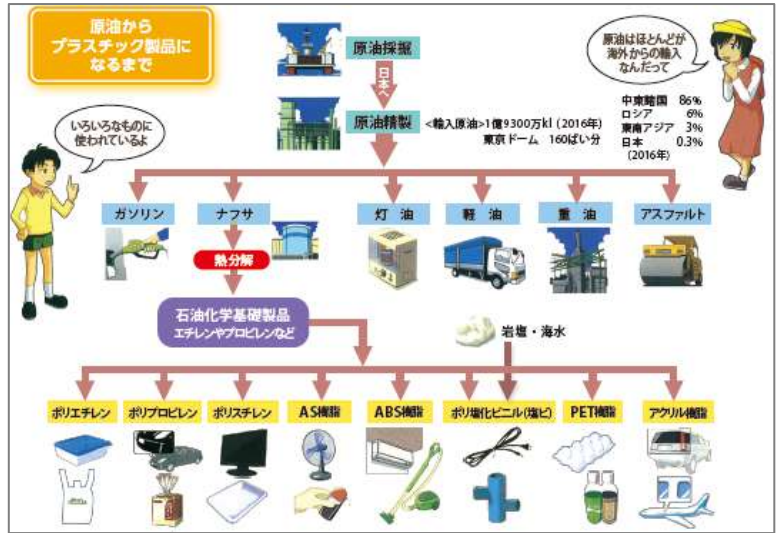 原油から
プラスチック製品に
なるまで
原油採掘
日本へ
原油精製
<輸入原油>1億9300万kl (2016年)
東京ドーム 160ぱい分
原油はほとんどが
海外からの輸入
なんだって
中東諸国 86%
ロシア 6%
東南アジア 3%
日本 0.3%
(2016年)
いろいろなものに
使われているよ
ガソリン
ナフサ
灯 油
軽 油
重 油
アスファルト
熱分解
石油化学基礎製品
エチレンやプロピレンなど
岩塩・海水
ポリエチレン
ポリプロピレン
ポリスチレン
AS樹脂
ABS樹脂
ポリ塩化ビニル(塩ビ)
PET樹脂
アクリル樹脂